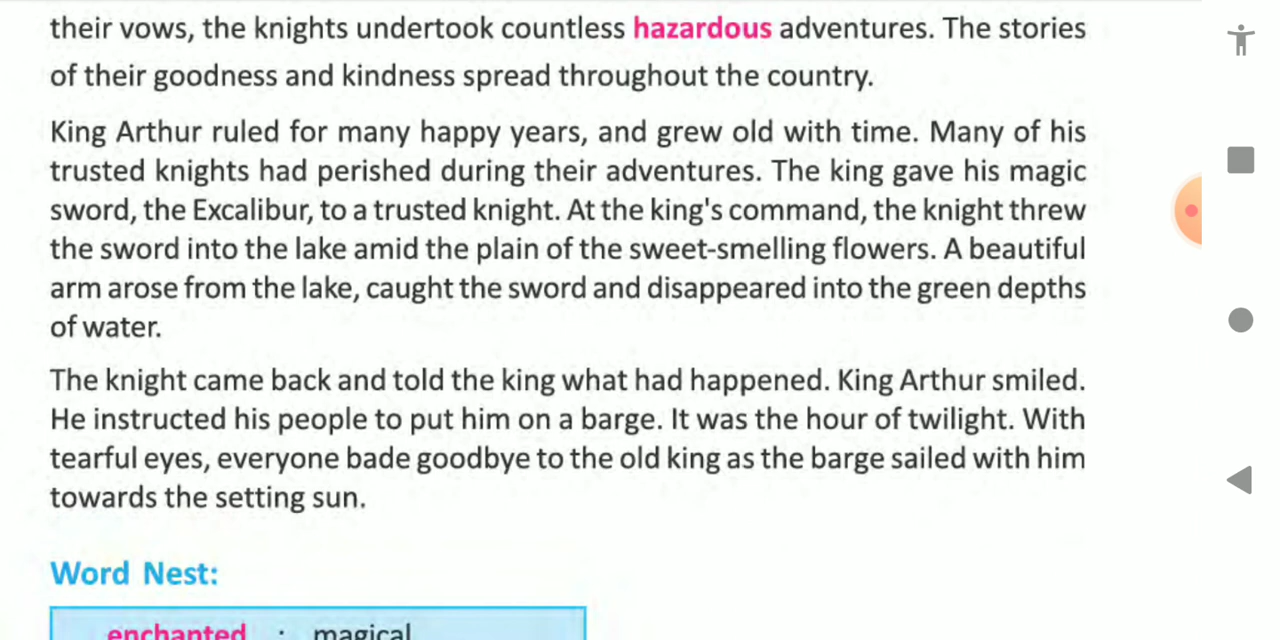 their vows, the knights undertook countless hazardous adventures. The stories
of their goodness and kindness spread throughout the country.
King Arthur ruled for many happy years, and grew old with time. Many of his
trusted knights had perished during their adventures. The king gave his magic
sword, the Excalibur, to a trusted knight. At the king's command, the knight threw
the sword into the lake amid the plain of the sweet-smelling flowers. A beautiful
arm arose from the lake, caught the sword and disappeared into the green depths
of water.
The knight came back and told the king what had happened. King Arthur smiled.
He instructed his people to put him on a barge. It was the hour of twilight. With
tearful eyes, everyone bade goodbye to the old king as the barge sailed with him
towards the setting sun.
Word Nest:
enchanted : magical